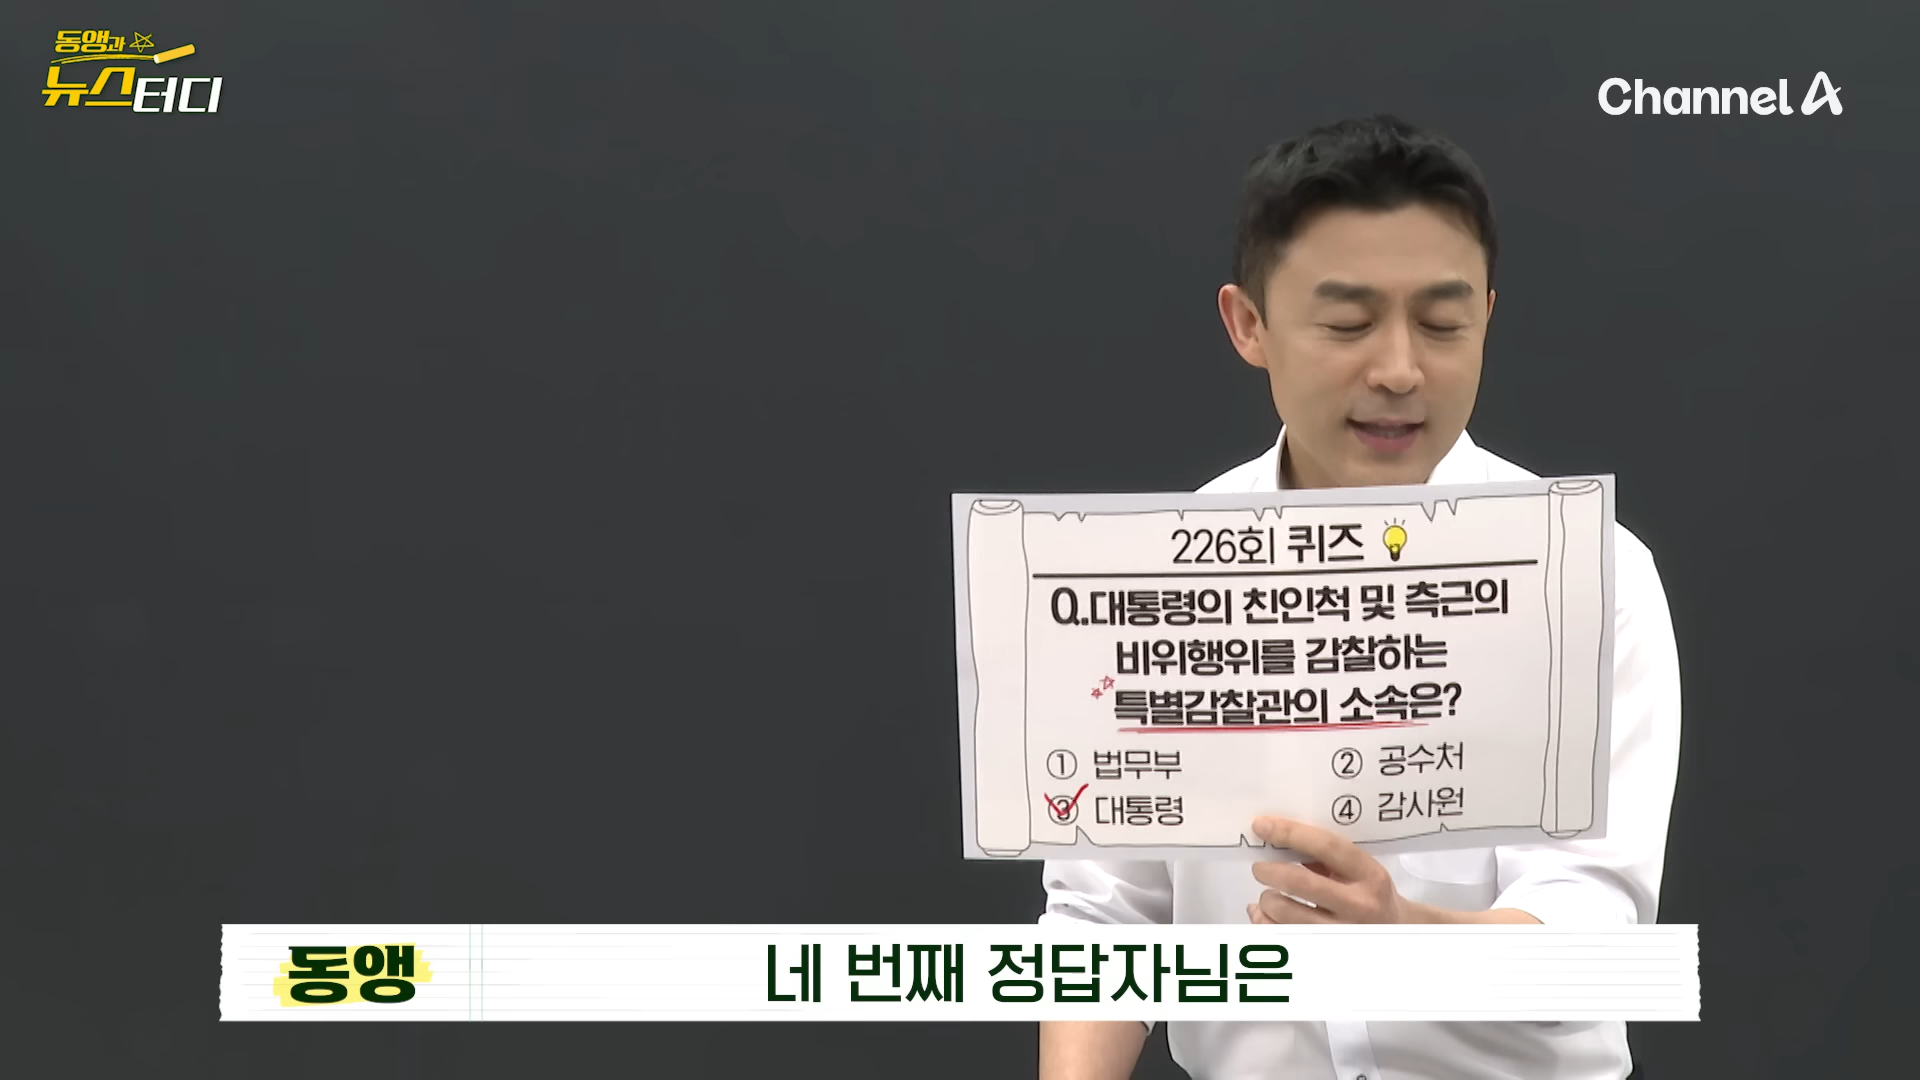 동앵과
뉴스터디
Channel A
226회 퀴즈
Q.대통령의 친인척 및 측근의
비위행위를 감찰하는
특별감찰관의 소속은?
① 법무부
② 공수처
③ 대통령
④ 감사원
동앵
네 번째 정답자님은